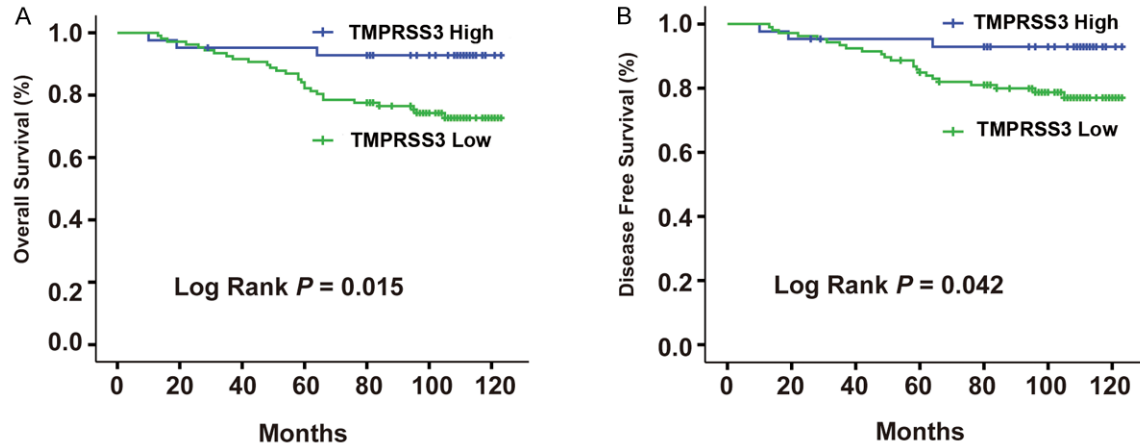 A
Overall Survival (%)
1.0
0.8
0.6
0.4
0.2
0.0
TMPRSS3 High
TMPRSS3 Low
Log Rank P = 0.015
0 20 40 60 80 100 120
Months
B
Disease Free Survival (%)
1.0
0.8
0.6
0.4
0.2
0.0
TMPRSS3 High
TMPRSS3 Low
Log Rank P = 0.042
0 20 40 60 80 100 120
Months